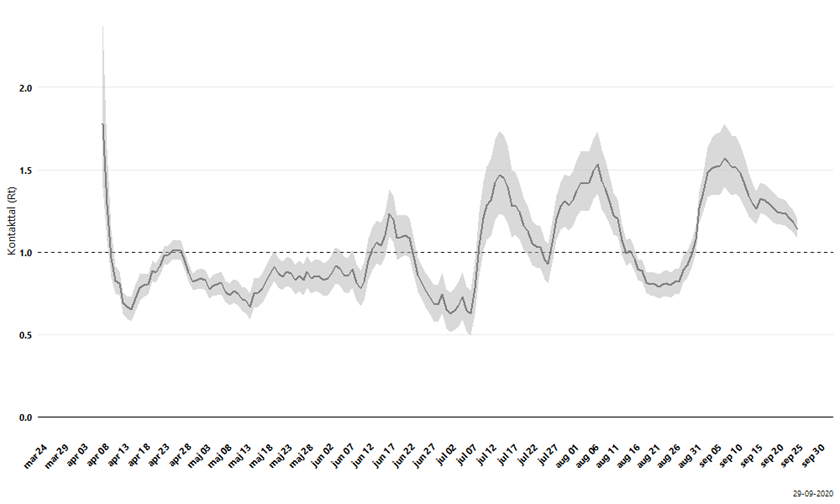 2.0
1.5
1.0
0.5
0.0
Kontakttal (Rt)
mar 24
mar 29
apr 03
apr 08
apr 13
apr 18
apr 23
apr 28
maj 03
maj 08
maj 13
maj 18
maj 23
maj 28
jun 02
jun 07
jun 12
jun 17
jun 22
jun 27
jul 02
jul 07
jul 12
jul 17
jul 22
jul 27
aug 01
aug 06
aug 11
aug 16
aug 21
aug 26
aug 31
sep 05
sep 10
sep 15
sep 20
sep 25
sep 30
29-09-2020